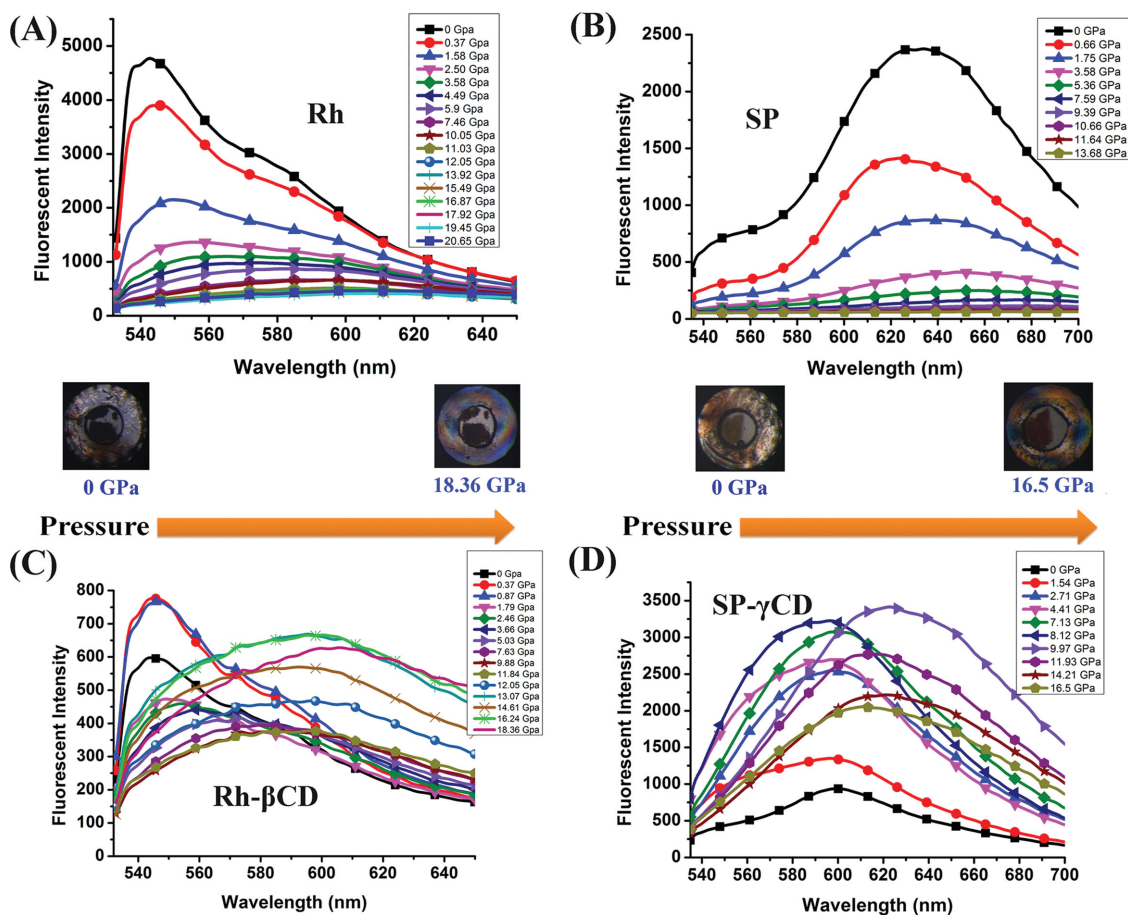 (A)
Fluorescent Intensity
5000
4000
3000
2000
1000
0
540 560 580 600 620 640
Wavelength (nm)
Rh
0 Gpa
0.37 Gpa
1.58 Gpa
2.50 Gpa
3.58 Gpa
4.49 Gpa
5.9 Gpa
7.46 Gpa
10.05 Gpa
11.03 Gpa
12.05 Gpa
13.92 Gpa
15.49 Gpa
16.87 Gpa
17.92 Gpa
19.45 Gpa
20.65 Gpa
(B)
Fluorescent Intensity
2500
2000
1500
1000
500
0
540 560 580 600 620 640 660 680 700
Wavelength (nm)
SP
0 GPa
0.66 GPa
1.75 GPa
3.58 GPa
5.36 GPa
7.59 GPa
9.39 GPa
10.66 GPa
11.64 GPa
13.68 GPa
0 GPa
18.36 GPa
Pressure
0 GPa
16.5 GPa
Pressure
(C)
Fluorescent Intensity
800
700
600
500
400
300
200
100
0
540 560 580 600 620 640
Wavelength (nm)
Rh-βCD
0 Gpa
0.37 GPa
0.87 GPa
1.79 Gpa
2.46 Gpa
3.66 Gpa
5.03 Gpa
7.63 Gpa
9.88 Gpa
11.84 GPa
12.05 Gpa
13.07 Gpa
14.61 Gpa
16.24 Gpa
18.36 Gpa
(D)
Fluorescent Intensity
3500
3000
2500
2000
1500
1000
500
0
540 560 580 600 620 640 660 680 700
Wavelength (nm)
SP-γCD
0 GPa
1.54 GPa
2.71 GPa
4.41 GPa
7.13 GPa
8.12 GPa
9.97 GPa
11.93 GPa
14.21 GPa
16.5 GPa